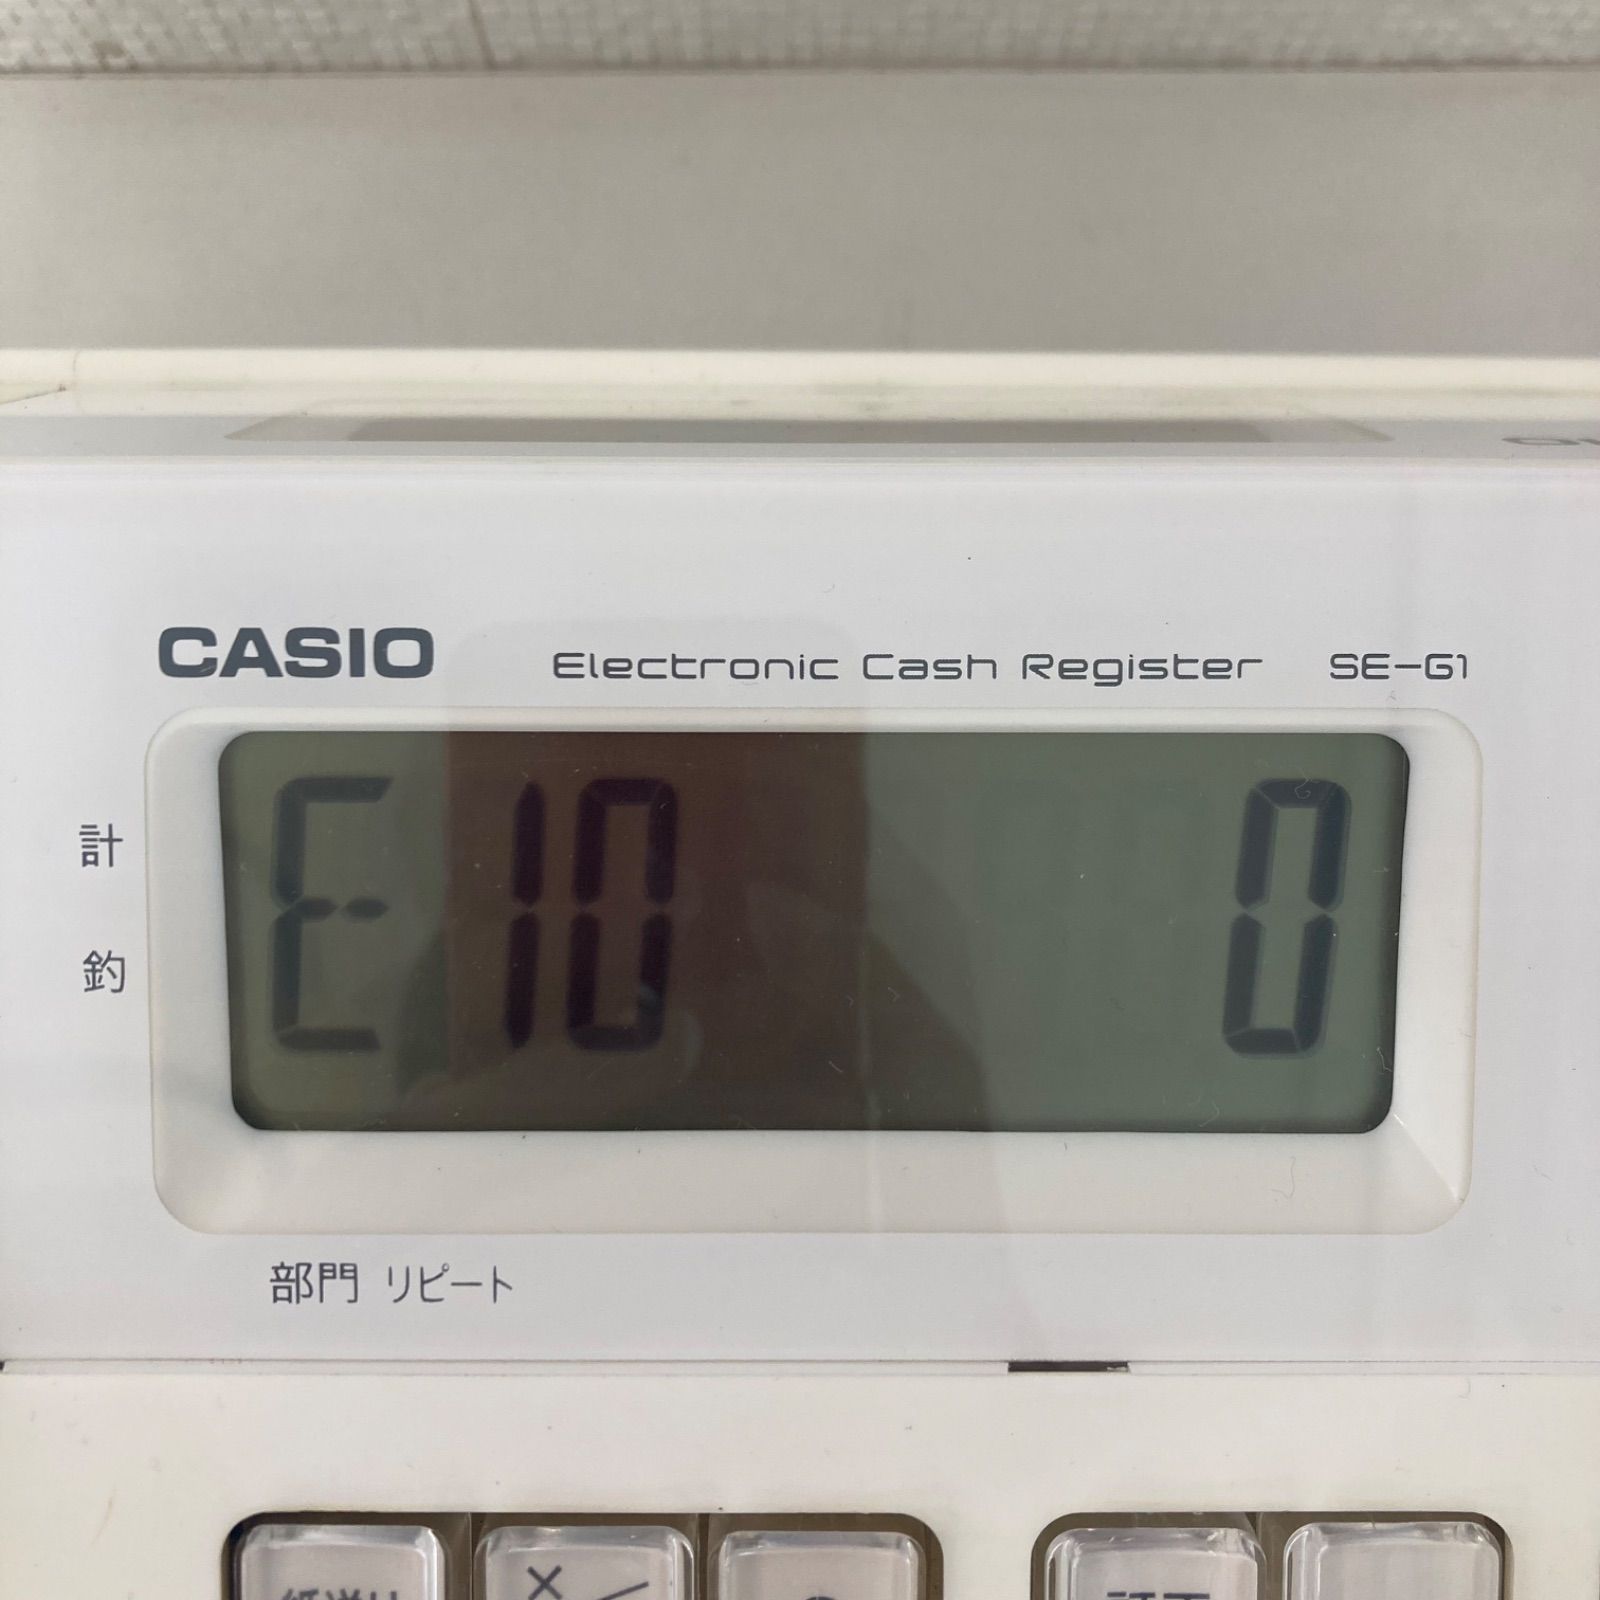 CASIO Electronic Cash Register SE-G1
計
E 10 0
釣
部門 リピート
×